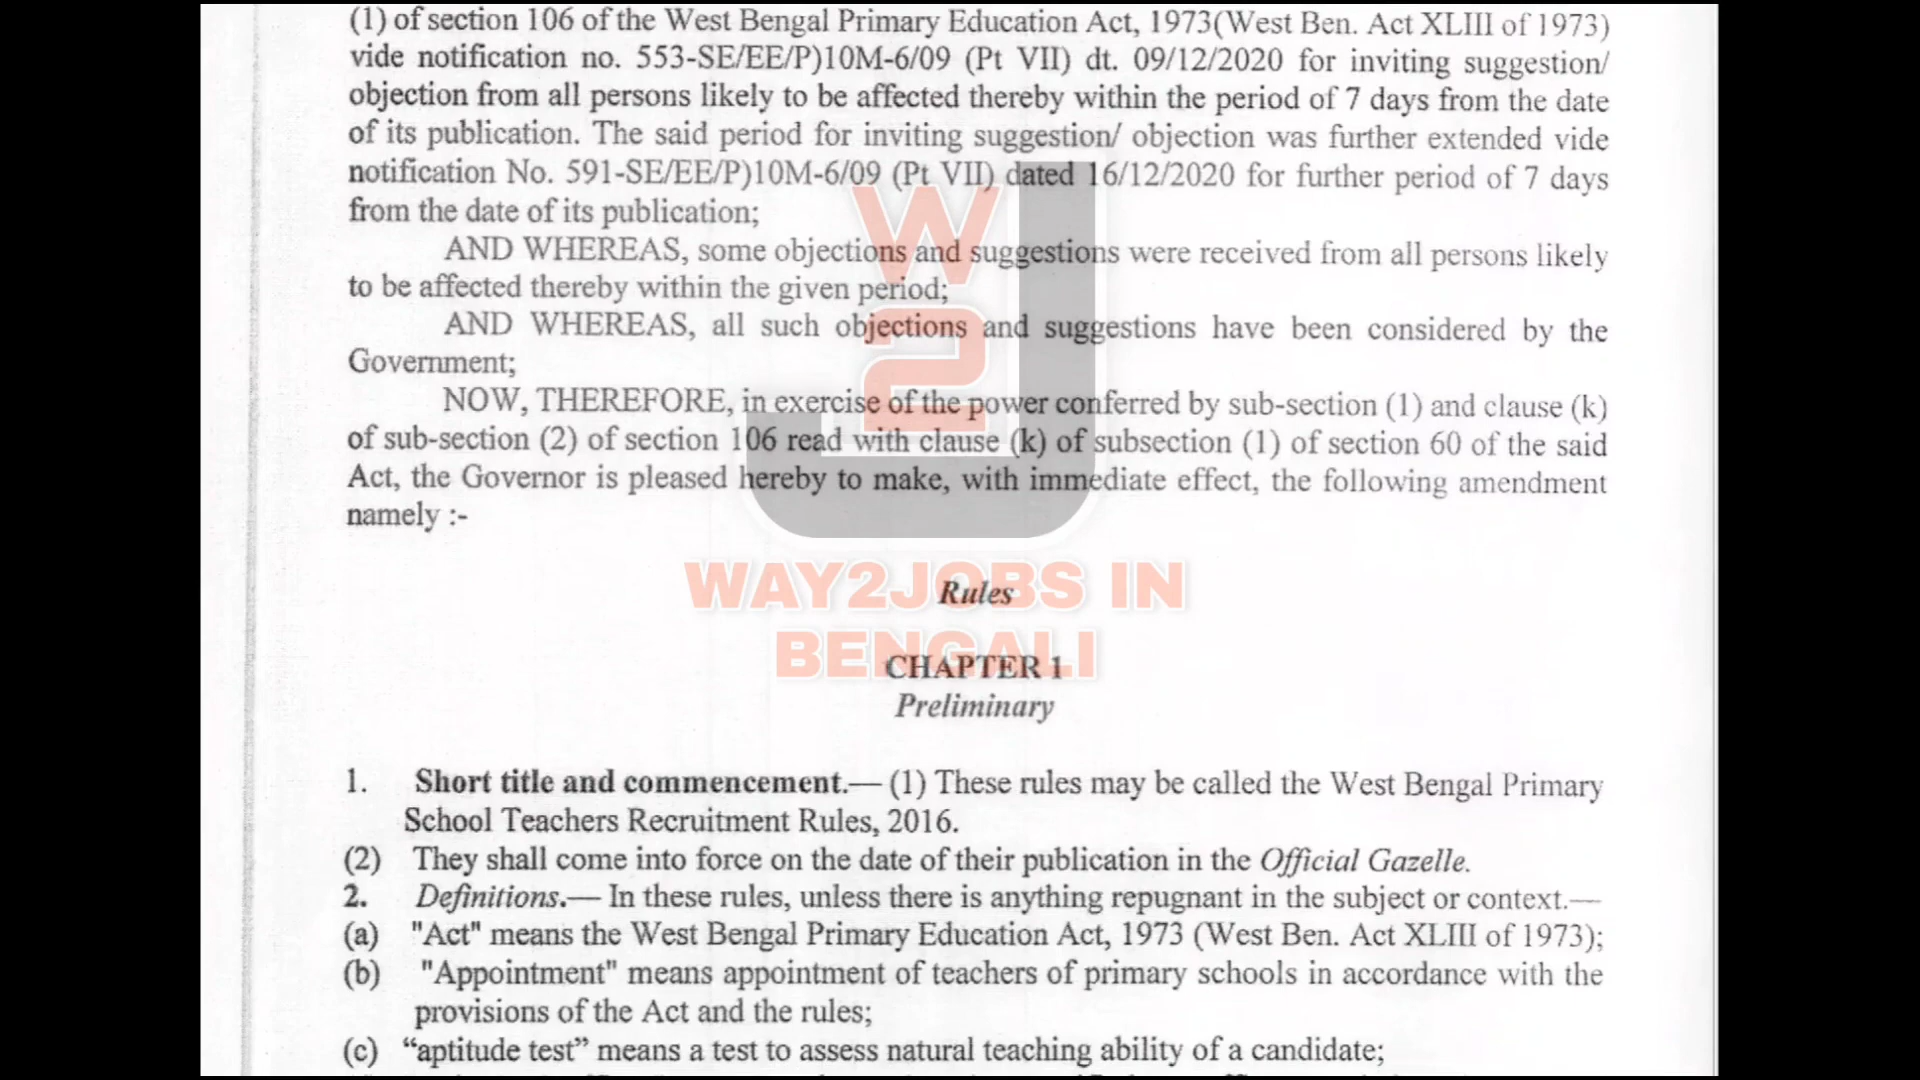 (1) of section 106 of the West Bengal Primary Education Act, 1973(West Ben. Act XLIII of 1973)
vide notification no. 553-SE/EE/P)10M-6/09 (Pt VII) dt. 09/12/2020 for inviting suggestion/
objection from all persons likely to be affected thereby within the period of 7 days from the date
of its publication. The said period for inviting suggestion/ objection was further extended vide
notification No. 591-SE/EE/P)10M-6/09 (Pt VII) dated 16/12/2020 for further period of 7 days
from the date of its publication;
AND WHEREAS, some objections and suggestions were received from all persons likely
to be affected thereby within the given period;
AND WHEREAS, all such objections and suggestions have been considered by the
Government;
NOW, THEREFORE, in exercise of the power conferred by sub-section (1) and clause (k)
of sub-section (2) of section 106 read with clause (k) of subsection (1) of section 60 of the said
Act, the Governor is pleased hereby to make, with immediate effect, the following amendment
namely :-
W2J
WAY2JOBS IN
BENGALI
Rules
CHAPTER 1
Preliminary
1. Short title and commencement.— (1) These rules may be called the West Bengal Primary
School Teachers Recruitment Rules, 2016.
(2) They shall come into force on the date of their publication in the Official Gazelle.
2. Definitions.— In these rules, unless there is anything repugnant in the subject or context.—
(a) "Act" means the West Bengal Primary Education Act, 1973 (West Ben. Act XLIII of 1973);
(b) "Appointment" means appointment of teachers of primary schools in accordance with the
provisions of the Act and the rules;
(c) “aptitude test” means a test to assess natural teaching ability of a candidate;